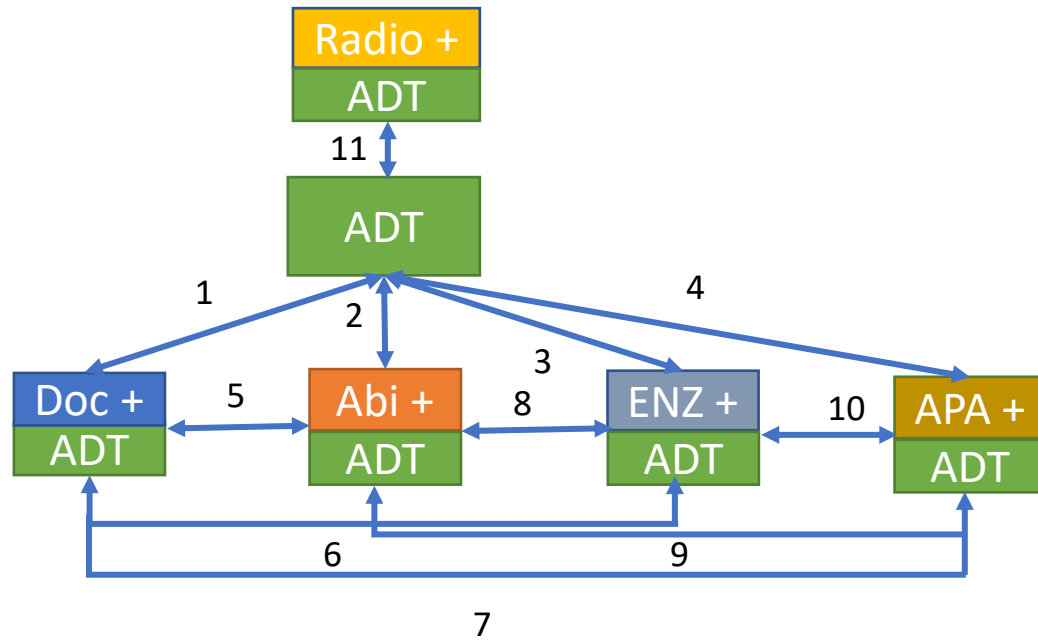 Radio +
ADT
11
ADT
1
2
3
4
Doc +
ADT
5
Abi +
ADT
8
ENZ +
ADT
10
APA +
ADT
6
9
7